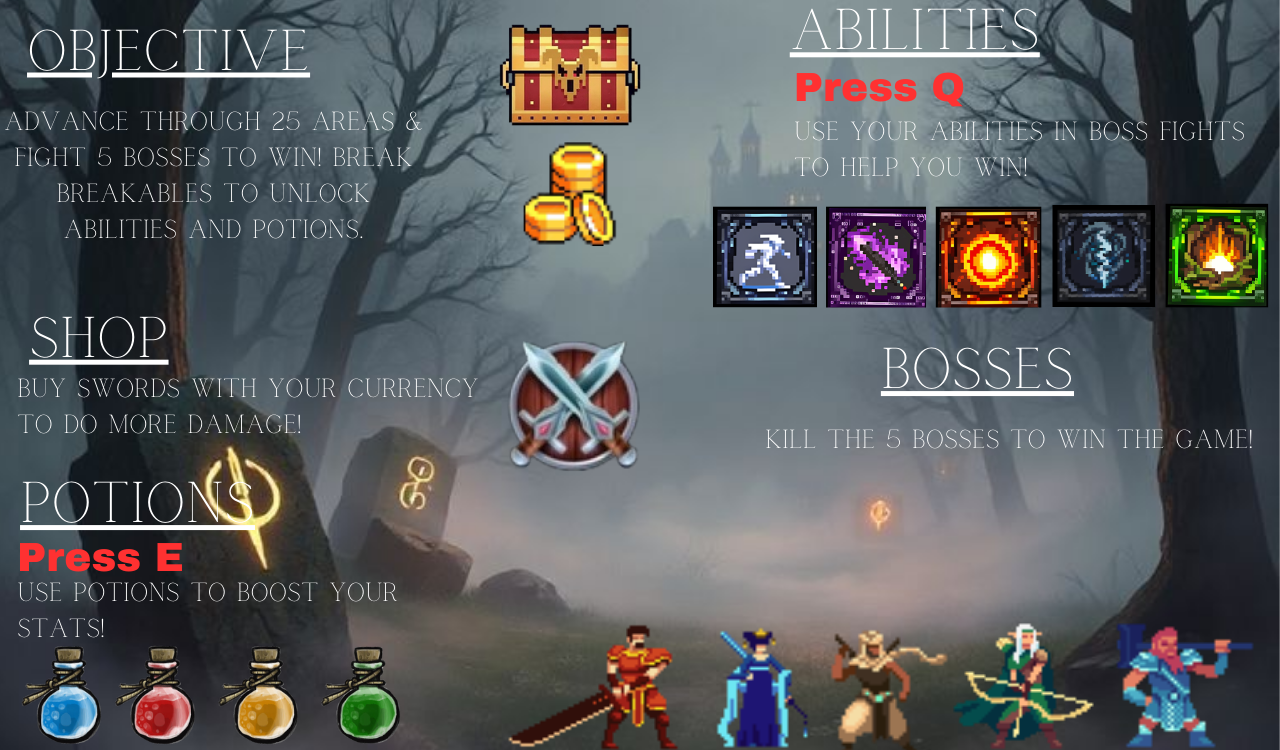 OBJECTIVE
ADVANCE THROUGH 25 AREAS &
FIGHT 5 BOSSES TO WIN! BREAK
BREAKABLES TO UNLOCK
ABILITIES AND POTIONS.
SHOP
BUY SWORDS WITH YOUR CURRENCY
TO DO MORE DAMAGE!
POTIONS
Press E
USE POTIONS TO BOOST YOUR
STATS!
ABILITIES
Press Q
USE YOUR ABILITIES IN BOSS FIGHTS
TO HELP YOU WIN!
BOSSES
KILL THE 5 BOSSES TO WIN THE GAME!